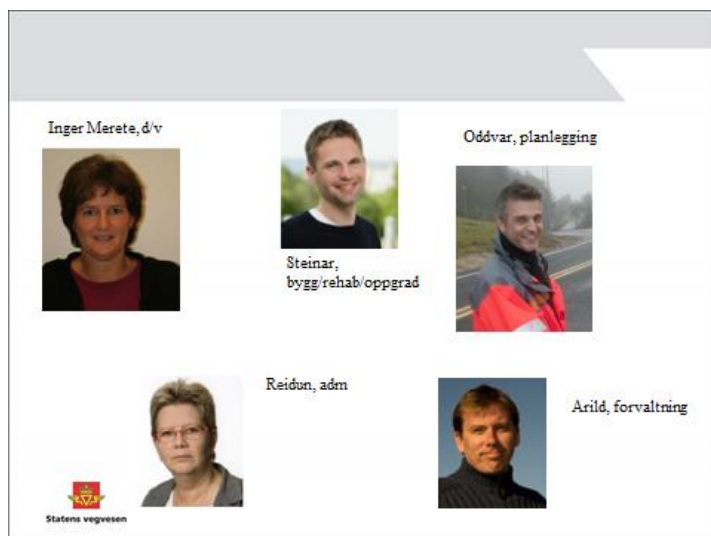 Inger Merete, d/v
Oddvar, planlegging
Steinar,
bygg/rehab/oppgrad
Reidun, adm
Arild, forvaltning
Statens vegvesen